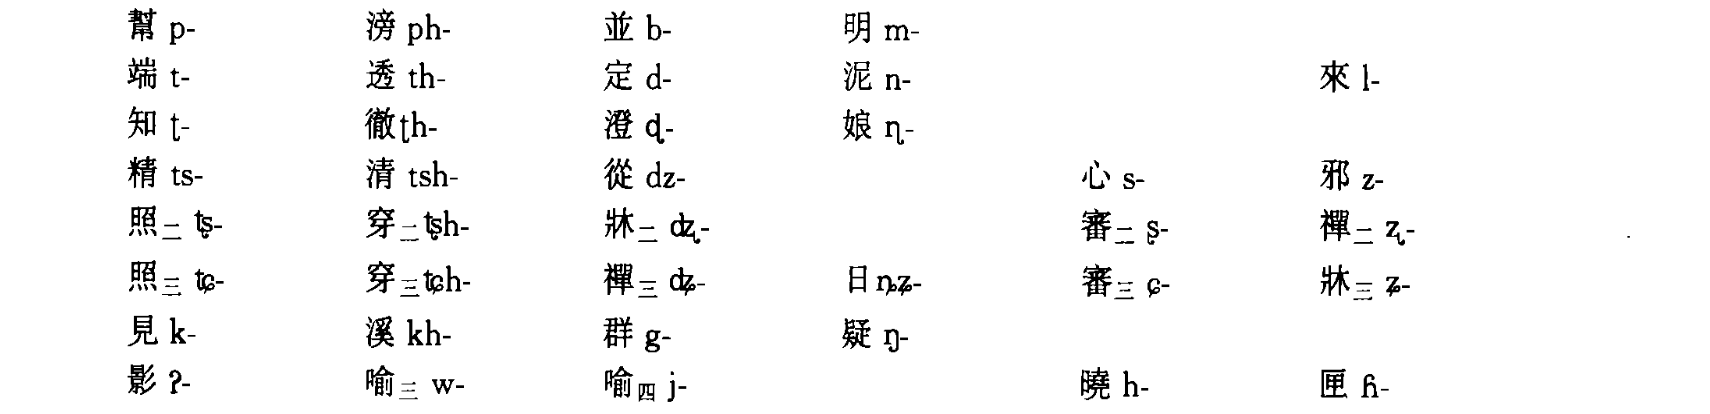 幫 p- 滂 ph- 並 b- 明 m-
端 t- 透 th- 定 d- 泥 n- 來 l-
知 ʈ- 徹 ʈh- 澄 ɖ- 娘 ɳ-
精 ts- 清 tsh- 從 dz- 心 s- 邪 z-
照二 tʂ- 穿二 tʂh- 牀二 dʐ- 審二 ʂ- 禪二 ʐ-
照三 tɕ- 穿三 tɕh- 禪三 dʑ- 日 ȵʑ- 審三 ɕ- 牀三 ʑ-
見 k- 溪 kh- 群 g- 疑 ŋ-
影 ʔ- 喻三 w- 喻四 j- 曉 h- 匣 ɦ-